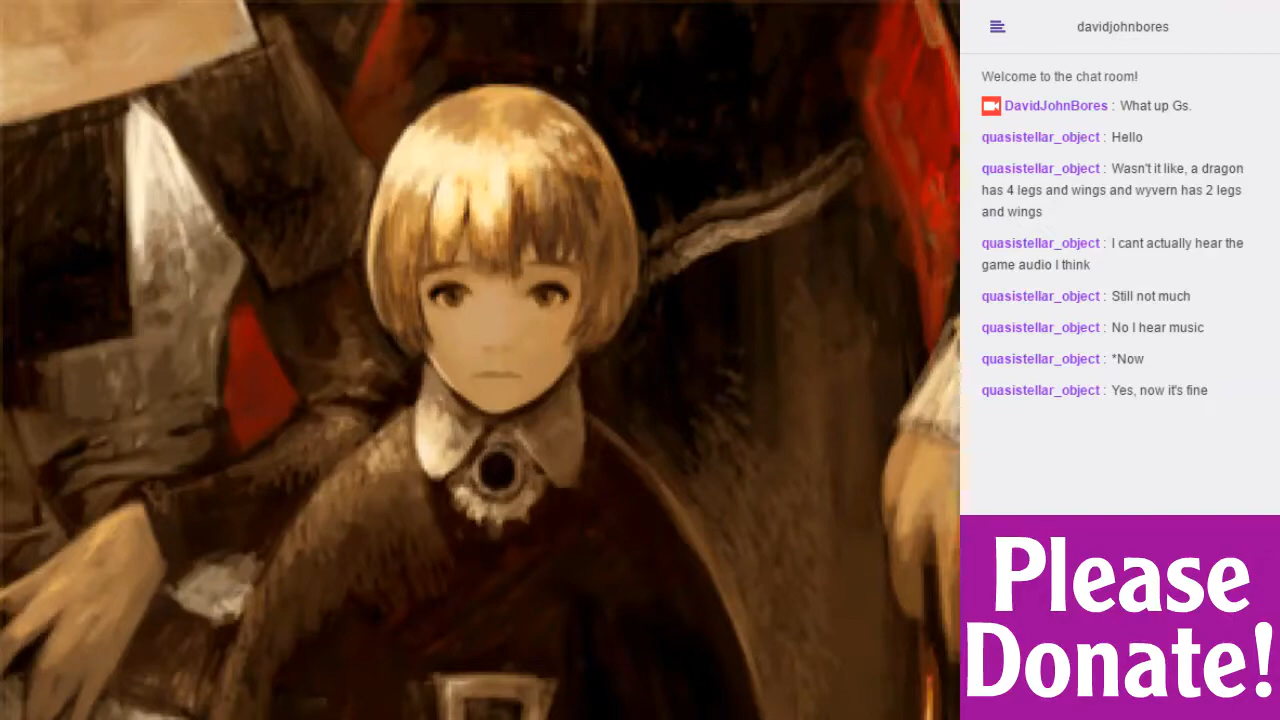 davidjohnbores
Welcome to the chat room!
DavidJohnBores : What up Gs.
quasistellar_object : Hello
quasistellar_object : Wasn't it like, a dragon
has 4 legs and wings and wyvern has 2 legs
and wings
quasistellar_object : I cant actually hear the
game audio I think
quasistellar_object : Still not much
quasistellar_object : No I hear music
quasistellar_object : *Now
quasistellar_object : Yes, now it's fine
Please
Donate!